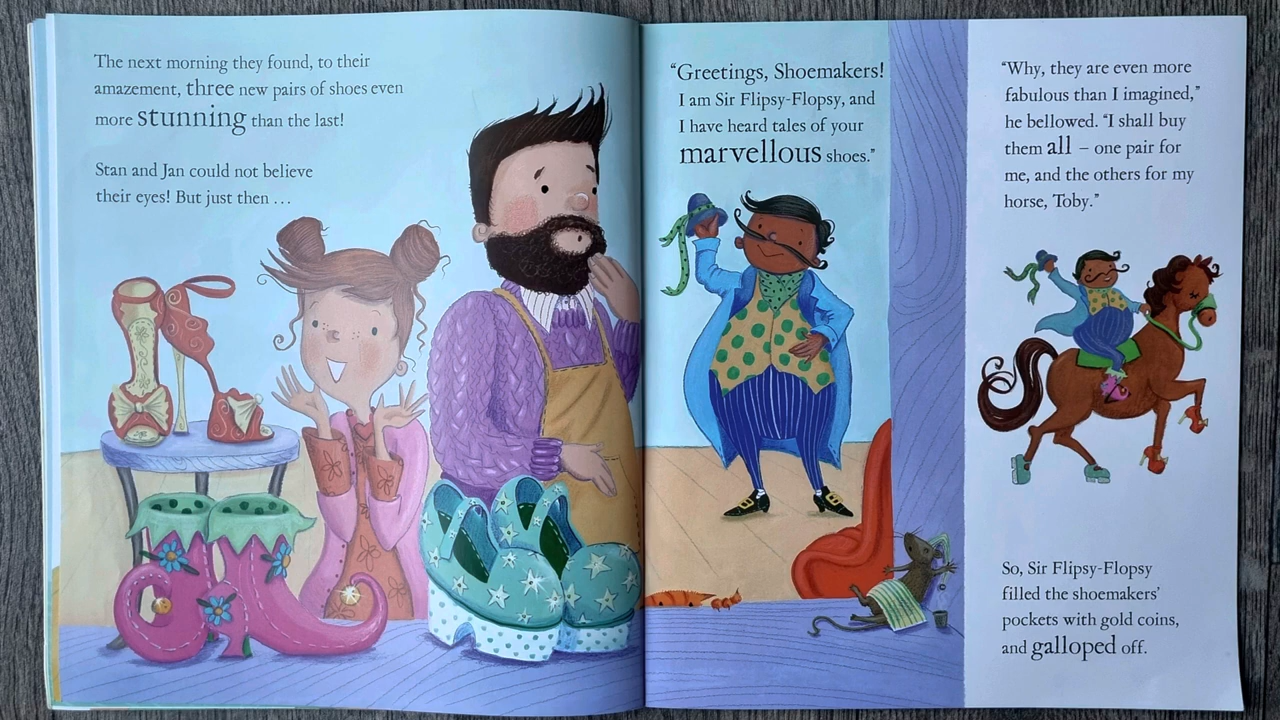 The next morning they found, to their
amazement, three new pairs of shoes even
more stunning than the last!
Stan and Jan could not believe
their eyes! But just then …
“Greetings, Shoemakers!
I am Sir Flipsy-Flopsy, and
I have heard tales of your
marvellous shoes.”
“Why, they are even more
fabulous than I imagined,”
he bellowed. “I shall buy
them all – one pair for
me, and the others for my
horse, Toby.”
So, Sir Flipsy-Flopsy
filled the shoemakers’
pockets with gold coins,
and galloped off.